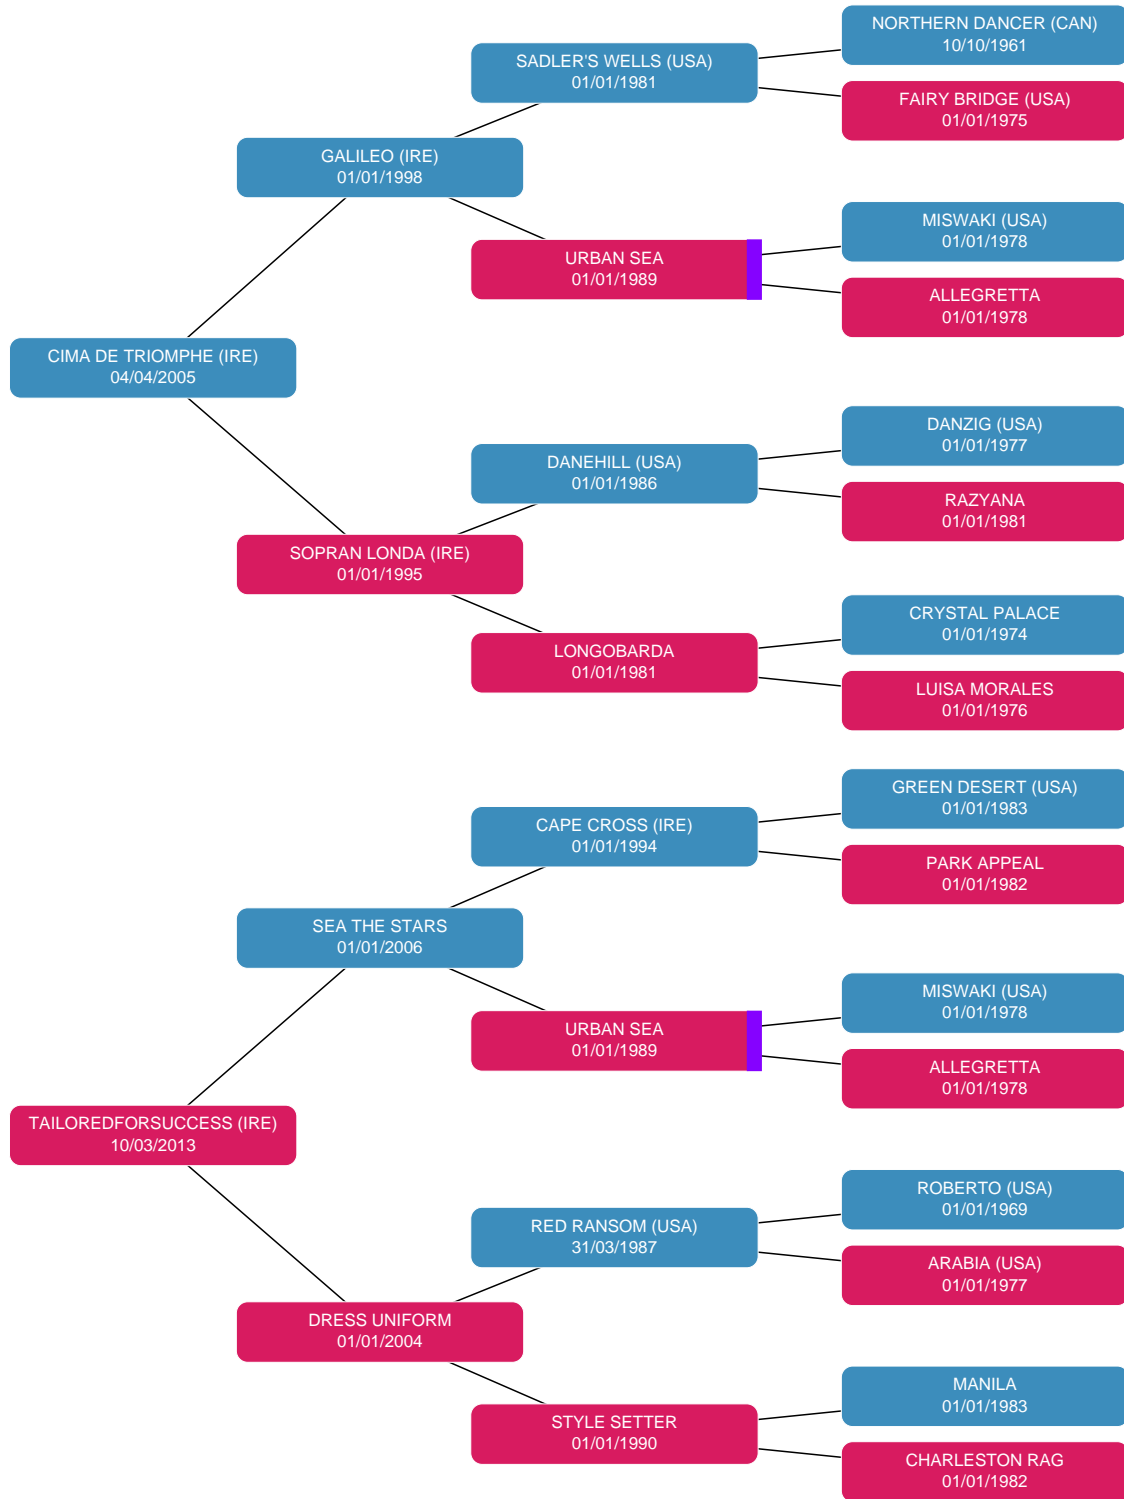 NORTHERN DANCER (CAN)
10/10/1961
SADLER'S WELLS (USA)
01/01/1981
FAIRY BRIDGE (USA)
01/01/1975
GALILEO (IRE)
01/01/1998
MISWAKI (USA)
01/01/1978
URBAN SEA
01/01/1989
ALLEGRETTA
01/01/1978
CIMA DE TRIOMPHE (IRE)
04/04/2005
DANZIG (USA)
01/01/1977
DANEHILL (USA)
01/01/1986
RAZYANA
01/01/1981
SOPRAN LONDA (IRE)
01/01/1995
CRYSTAL PALACE
01/01/1974
LONGOBARDA
01/01/1981
LUISA MORALES
01/01/1976
GREEN DESERT (USA)
01/01/1983
CAPE CROSS (IRE)
01/01/1994
PARK APPEAL
01/01/1982
SEA THE STARS
01/01/2006
MISWAKI (USA)
01/01/1978
URBAN SEA
01/01/1989
ALLEGRETTA
01/01/1978
TAILOREDFORSUCCESS (IRE)
10/03/2013
ROBERTO (USA)
01/01/1969
RED RANSOM (USA)
31/03/1987
ARABIA (USA)
01/01/1977
DRESS UNIFORM
01/01/2004
MANILA
01/01/1983
STYLE SETTER
01/01/1990
CHARLESTON RAG
01/01/1982